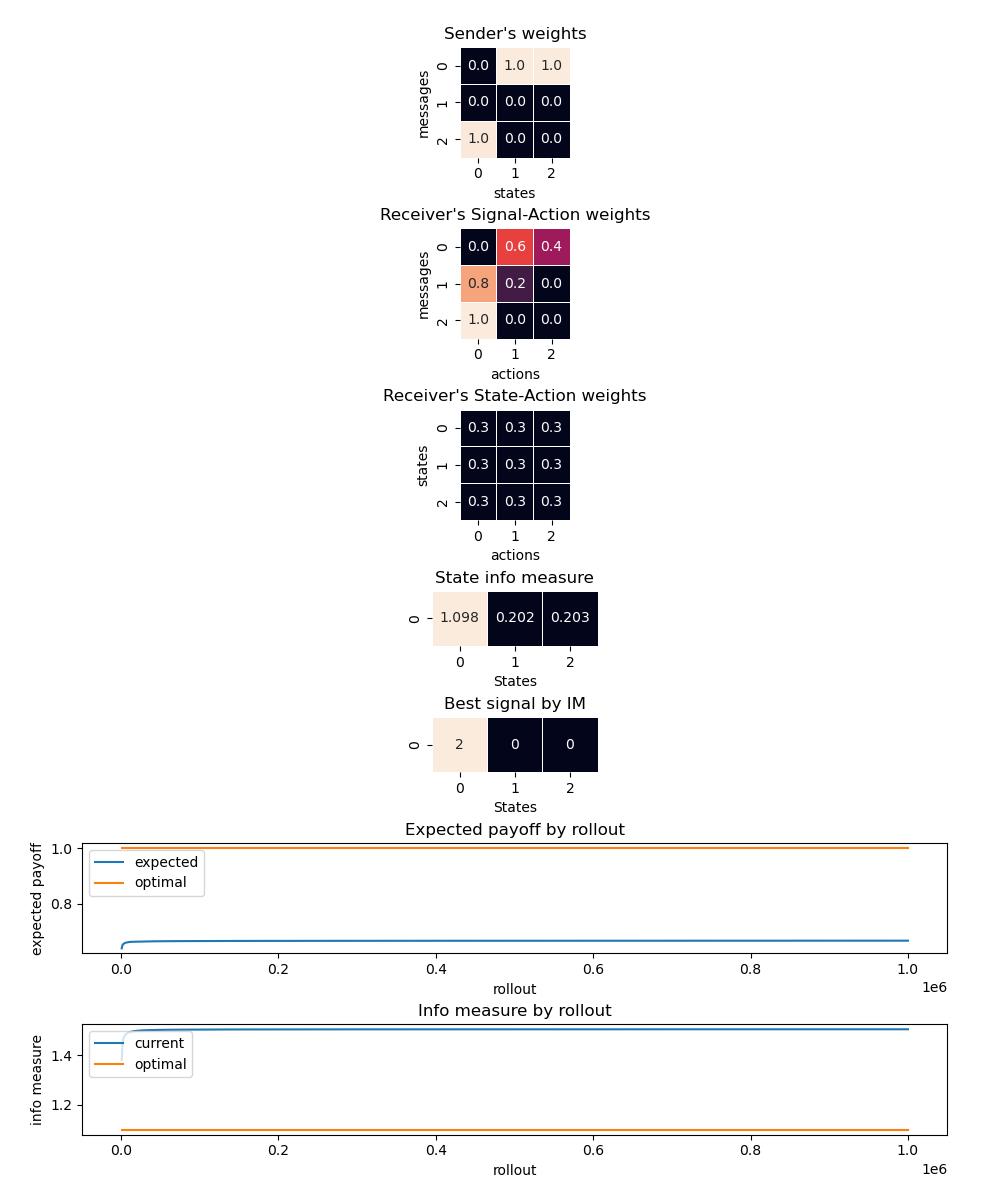 Sender's weights
messages
0 0.0 1.0 1.0
1 0.0 0.0 0.0
2 1.0 0.0 0.0
0 1 2
states
Receiver's Signal-Action weights
messages
0 0.0 0.6 0.4
1 0.8 0.2 0.0
2 1.0 0.0 0.0
0 1 2
actions
Receiver's State-Action weights
states
0 0.3 0.3 0.3
1 0.3 0.3 0.3
2 0.3 0.3 0.3
0 1 2
actions
State info measure
0 1.098 0.202 0.203
0 1 2
States
Best signal by IM
0 2 0 0
0 1 2
States
Expected payoff by rollout
expected payoff
1.0
0.8
expected
optimal
0.0 0.2 0.4 0.6 0.8 1.0
1e6
rollout
Info measure by rollout
info measure
1.4
1.2
current
optimal
0.0 0.2 0.4 0.6 0.8 1.0
1e6
rollout